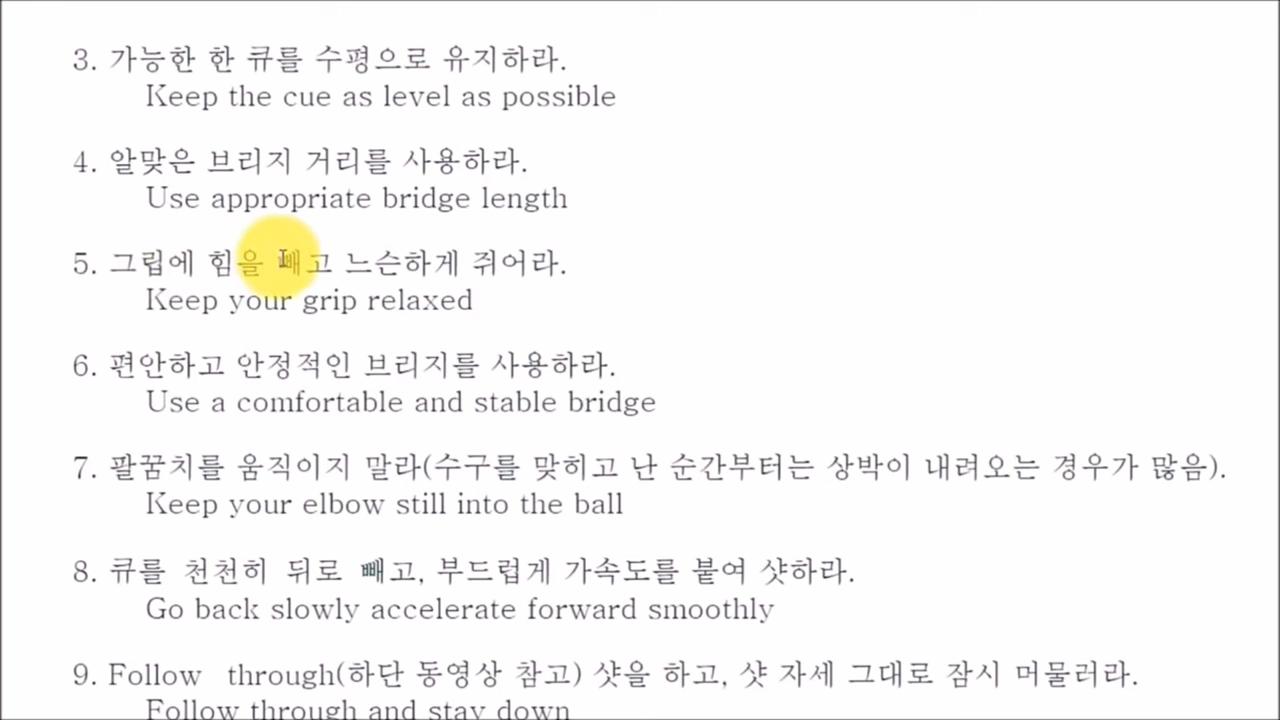 3. 가능한 한 큐를 수평으로 유지하라.
Keep the cue as level as possible
4. 알맞은 브리지 거리를 사용하라.
Use appropriate bridge length
5. 그립에 힘을 빼고 느슨하게 쥐어라.
Keep your grip relaxed
6. 편안하고 안정적인 브리지를 사용하라.
Use a comfortable and stable bridge
7. 팔꿈치를 움직이지 말라(수구를 맞히고 난 순간부터는 상박이 내려오는 경우가 많음).
Keep your elbow still into the ball
8. 큐를 천천히 뒤로 빼고, 부드럽게 가속도를 붙여 샷하라.
Go back slowly accelerate forward smoothly
9. Follow through(하단 동영상 참고) 샷을 하고, 샷 자세 그대로 잠시 머물러라.
Follow through and stay down